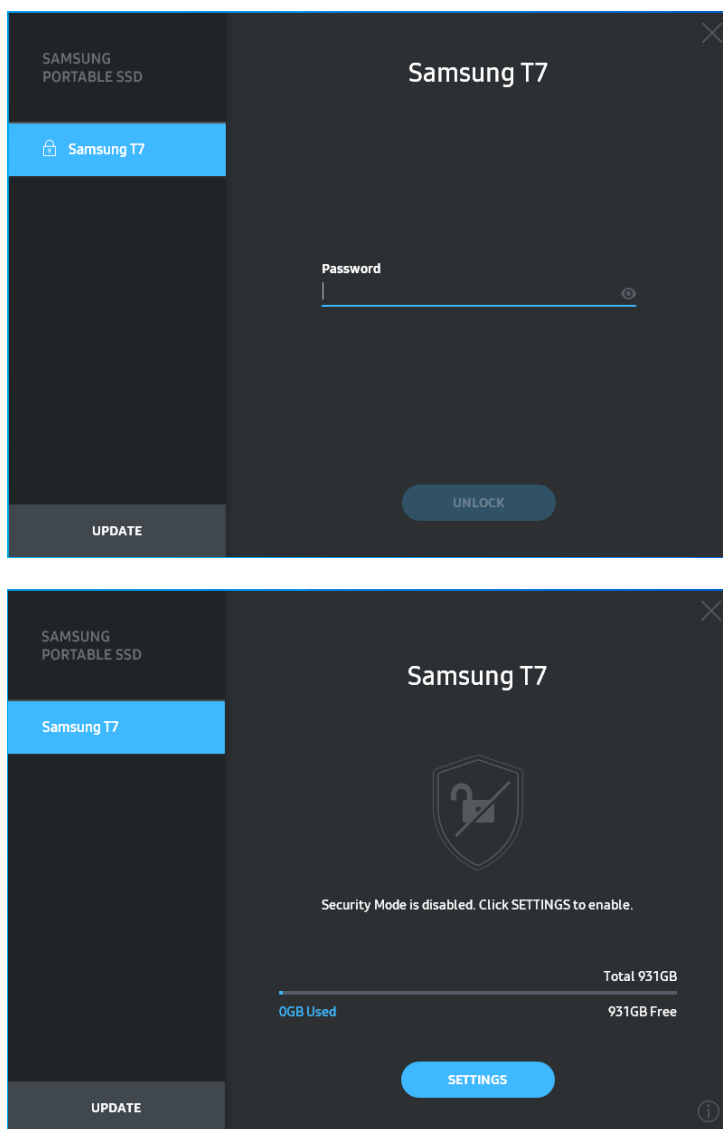 SAMSUNG
PORTABLE SSD
Samsung T7
Samsung T7
Password
UNLOCK
UPDATE
SAMSUNG
PORTABLE SSD
Samsung T7
Samsung T7
Security Mode is disabled. Click SETTINGS to enable.
Total 931GB
0GB Used
931GB Free
SETTINGS
UPDATE